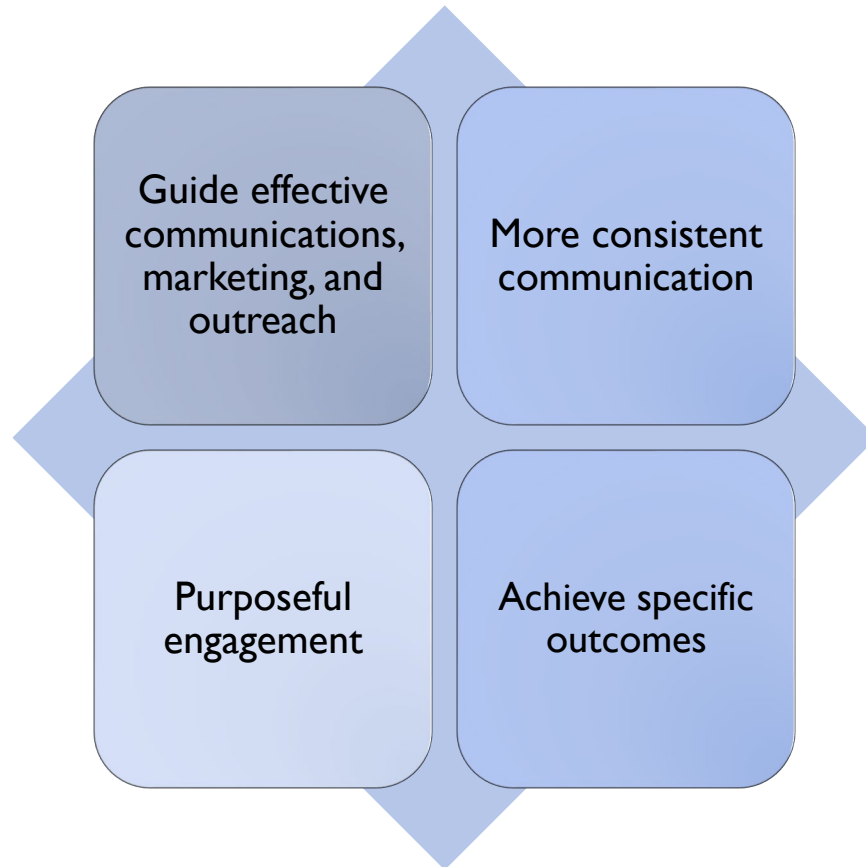 Guide effective
communications,
marketing, and
outreach
More consistent
communication
Purposeful
engagement
Achieve specific
outcomes